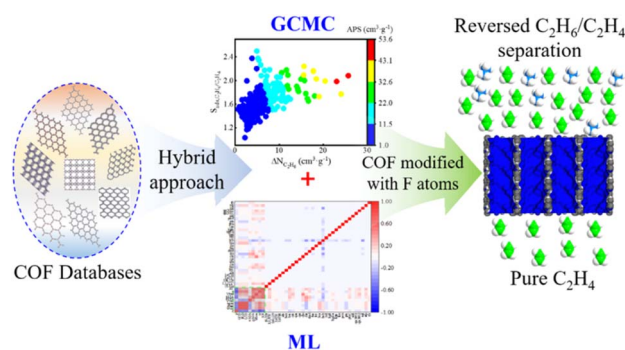 GCMC
APS (cm³·g⁻¹)
53.6
43.1
32.6
22.0
11.5
1.0
2.4
2.0
1.6
1.2
0
10
20
30
ΔN_C₂H₆ (cm³·g⁻¹)
Reversed C₂H₆/C₂H₄
separation
Hybrid
approach
+
COF modified
with F atoms
COF Databases
1.00
0.60
0.20
-0.20
-0.60
-1.00
ML
Pure C₂H₄